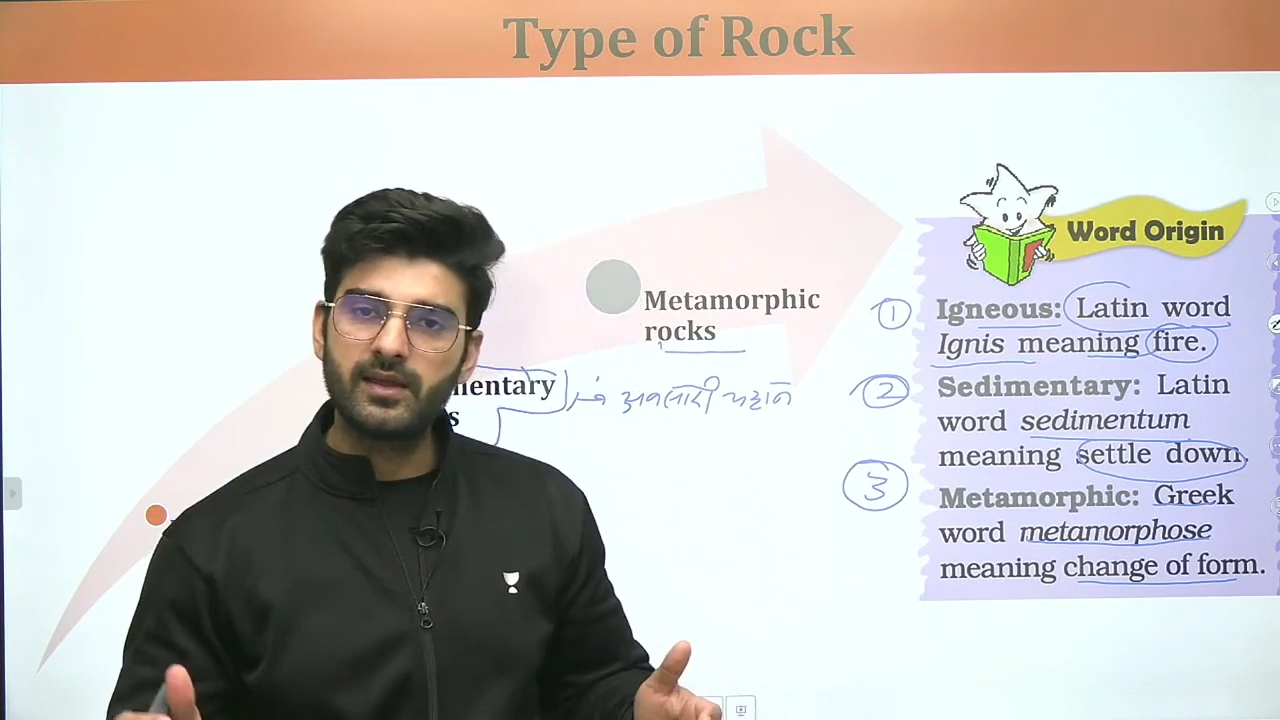 Type of Rock
Metamorphic
rocks
mentary
s
अवसादी चट्टान
Word Origin
1
Igneous: Latin word
Ignis meaning fire.
2
Sedimentary: Latin
word sedimentum
meaning settle down.
3
Metamorphic: Greek
word metamorphose
meaning change of form.